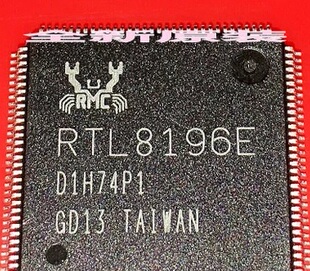 RMC
RTL8196E
D1H74P1
GD13 TAIWAN